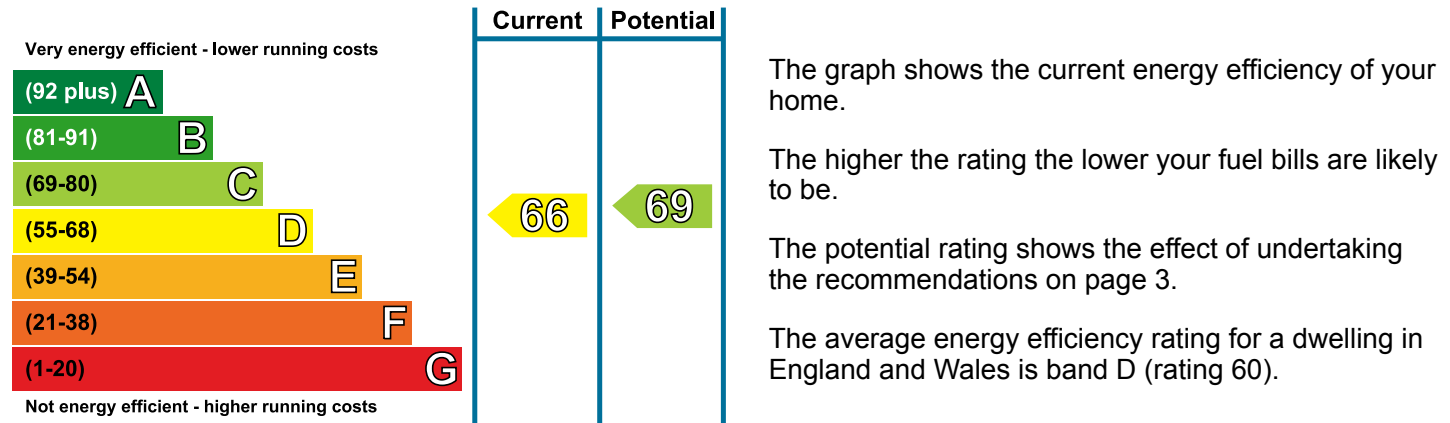 Current Potential
Very energy efficient - lower running costs
(92 plus) A
(81-91) B
(69-80) C
(55-68) D
(39-54) E
(21-38) F
(1-20) G
Not energy efficient - higher running costs
66
69
The graph shows the current energy efficiency of your
home.
The higher the rating the lower your fuel bills are likely
to be.
The potential rating shows the effect of undertaking
the recommendations on page 3.
The average energy efficiency rating for a dwelling in
England and Wales is band D (rating 60).